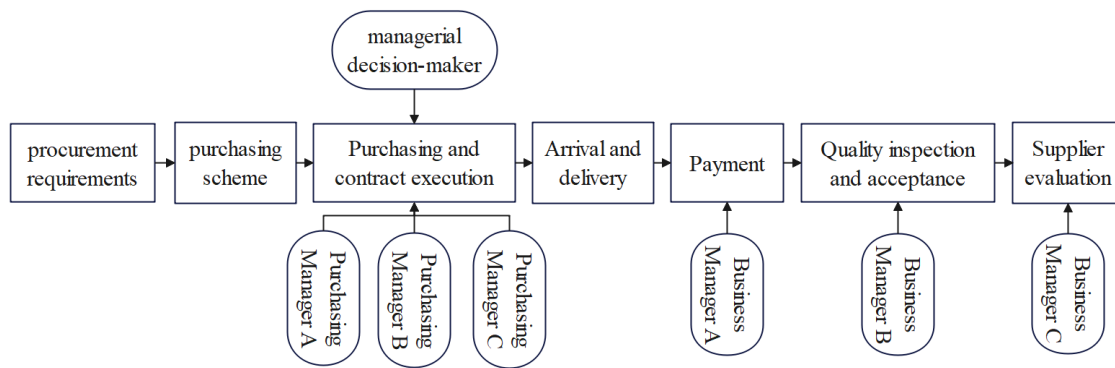 managerial
decision-maker
procurement
requirements
purchasing
scheme
Purchasing and
contract execution
Arrival and
delivery
Payment
Quality inspection
and acceptance
Supplier
evaluation
Purchasing
Manager A
Purchasing
Manager B
Purchasing
Manager C
Business
Manager A
Business
Manager B
Business
Manager C